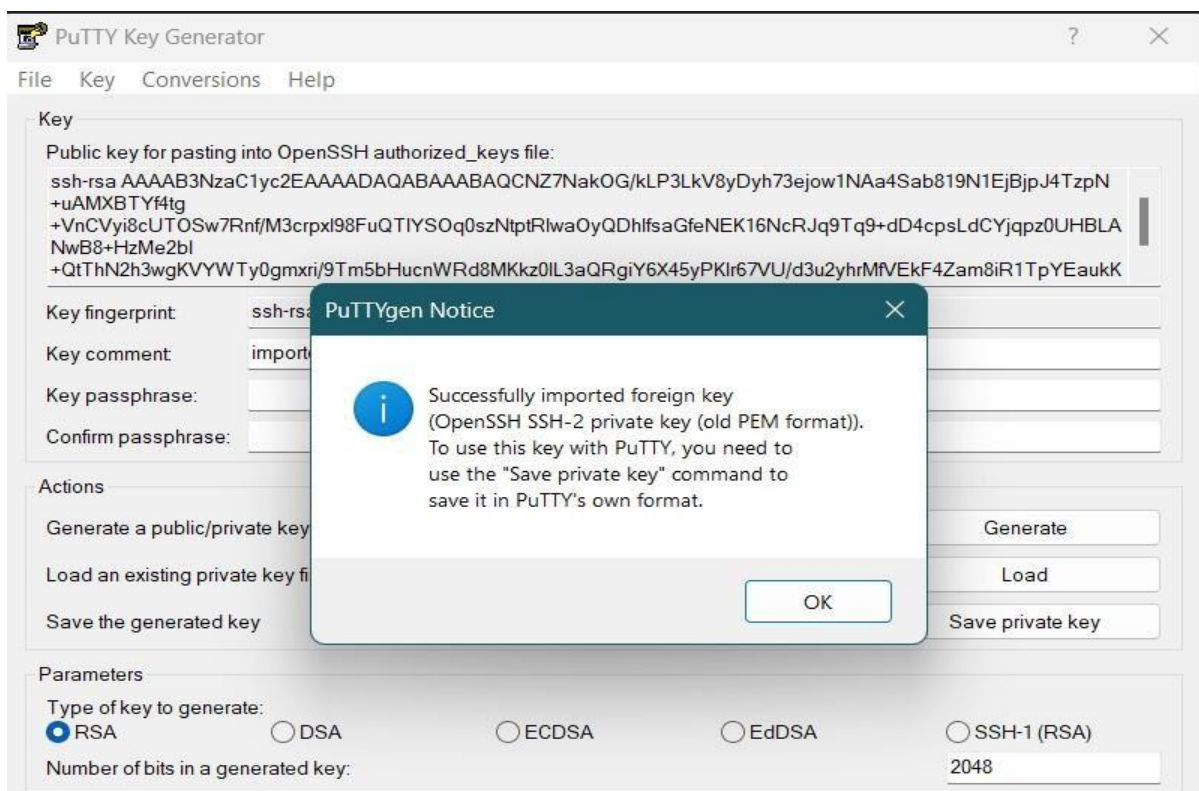 PuTTY Key Generator
?
File Key Conversions Help
Key
Public key for pasting into OpenSSH authorized_keys file:
ssh-rsa AAAAB3NzaC1yc2EAAAADAQABAAABAQCNZ7NakOG/kLP3LkV8yDyh73ejow1NAa4Sab819N1EjBjpJ4TzpN
+uAMXBTYf4tg
+VnCVyi8cUTOSw7Rnf/M3crpxl98FuQTIYSOq0szNtptRlwaOyQDhlfsaGfeNEK16NcRJq9Tq9+dD4cpsLdCYjqpz0UHBLA
NwB8+HzMe2bl
+QtThN2h3wgKVYWTy0gmxri/9Tm5bHucnWRd8MKkz0lL3aQRgiY6X45yPKlr67VU/d3u2yhrMfVEkF4Zam8iR1TpYEaukK
Key fingerprint: ssh-rsa
Key comment: importe
Key passphrase:
Confirm passphrase:
PuTTYgen Notice
Successfully imported foreign key
(OpenSSH SSH-2 private key (old PEM format)).
To use this key with PuTTY, you need to
use the "Save private key" command to
save it in PuTTY's own format.
OK
Actions
Generate a public/private key Generate
Load an existing private key fi Load
Save the generated key Save private key
Parameters
Type of key to generate:
RSA DSA ECDSA EdDSA SSH-1 (RSA)
Number of bits in a generated key: 2048